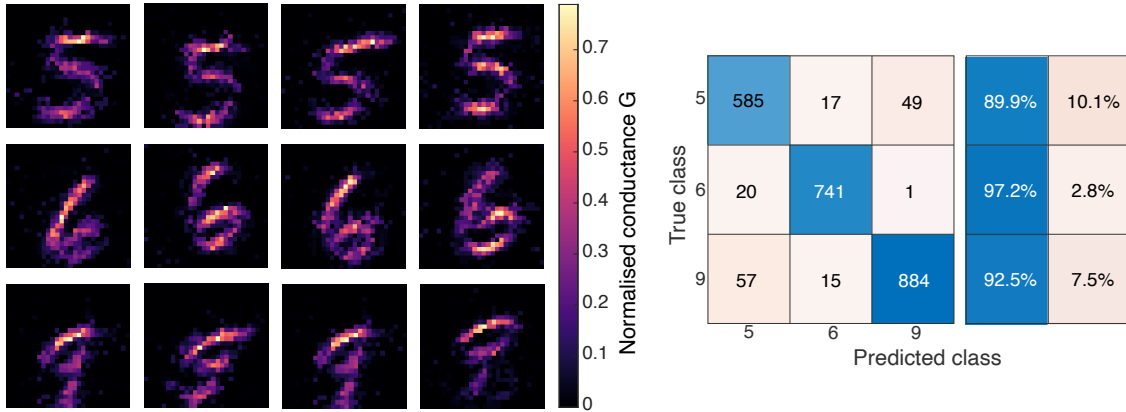 0.7
0.6
0.5
0.4
0.3
0.2
0.1
0
Normalised conductance G
True class
5 585 17 49 89.9% 10.1%
6 20 741 1 97.2% 2.8%
9 57 15 884 92.5% 7.5%
5 6 9
Predicted class